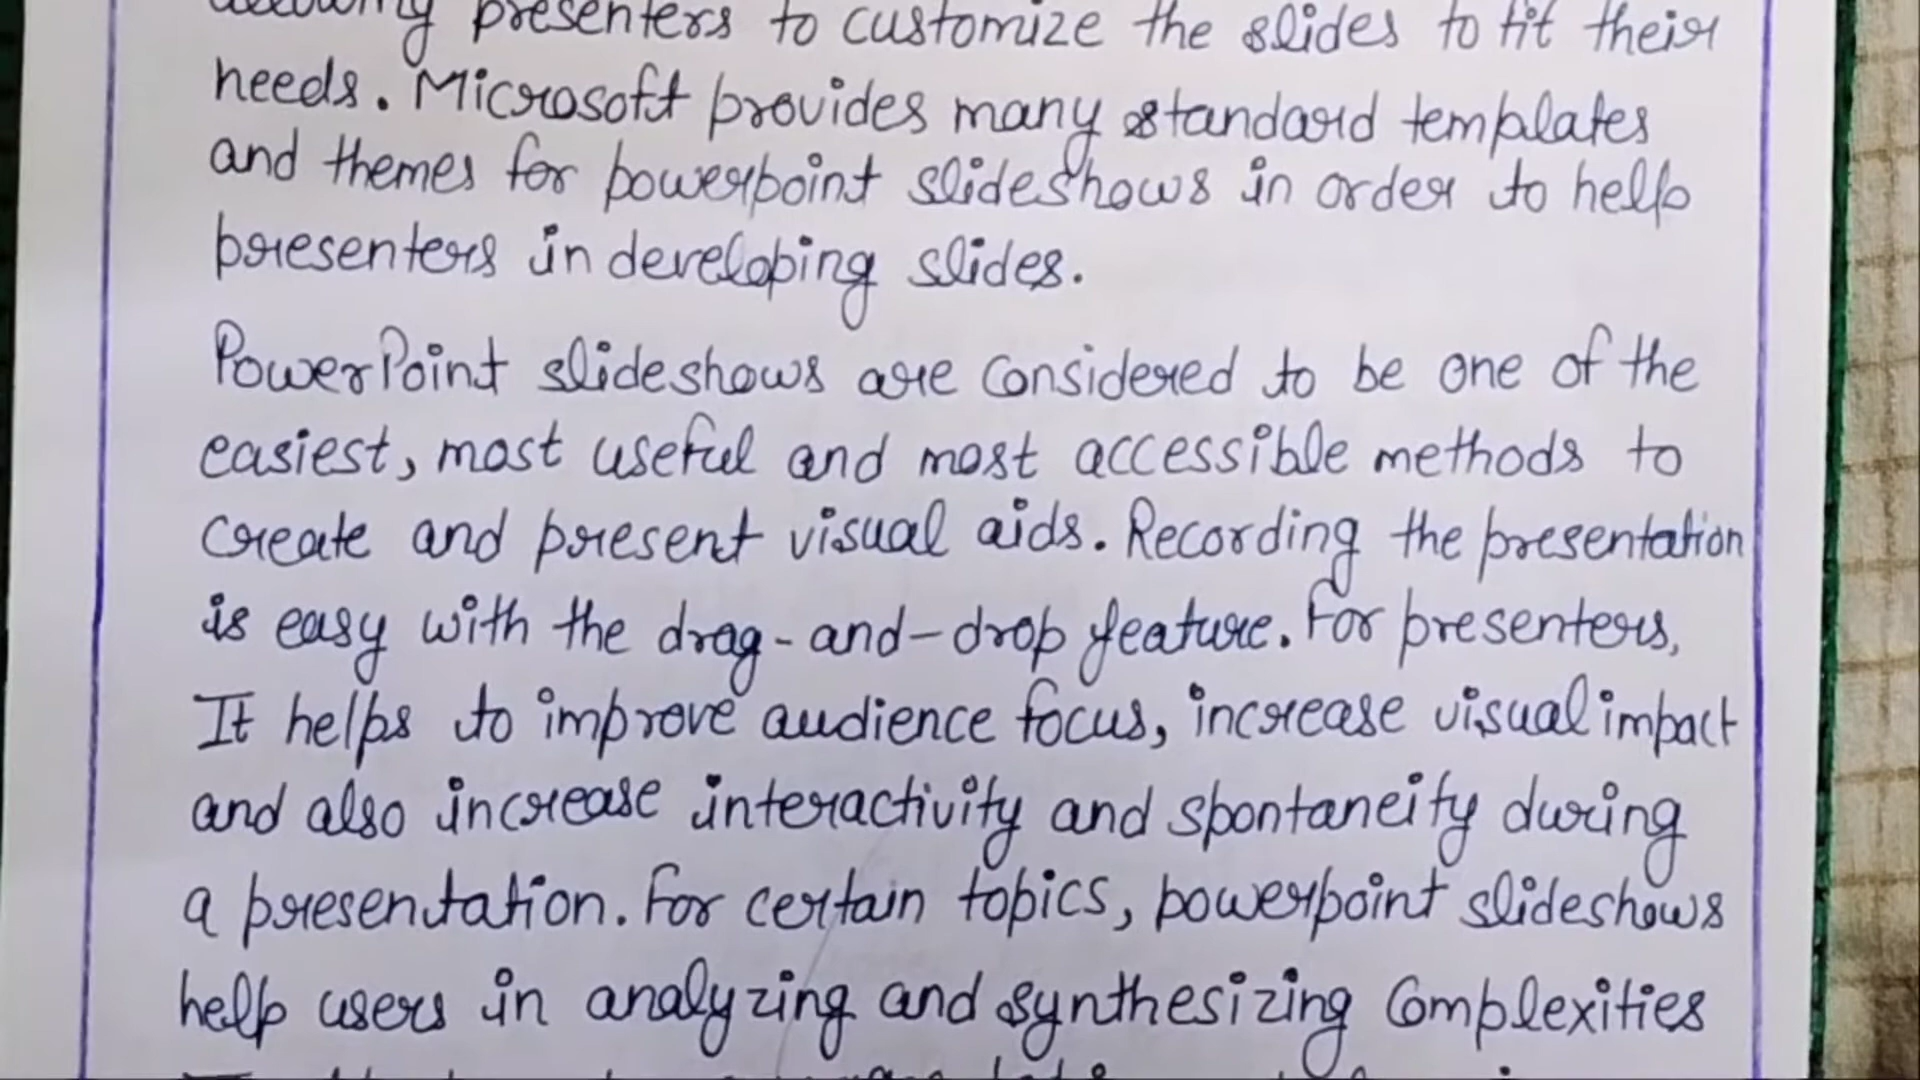 allowing presenters to customize the slides to fit their
needs. Microsoft provides many standard templates
and themes for powerpoint slideshows in order to help
presenters in developing slides.
PowerPoint slideshows are considered to be one of the
easiest, most useful and most accessible methods to
create and present visual aids. Recording the presentation
is easy with the drag-and-drop feature. For presenters,
It helps to improve audience focus, increase visual impact
and also increase interactivity and spontaneity during
a presentation. For certain topics, powerpoint slideshows
help users in analyzing and synthesizing Complexities